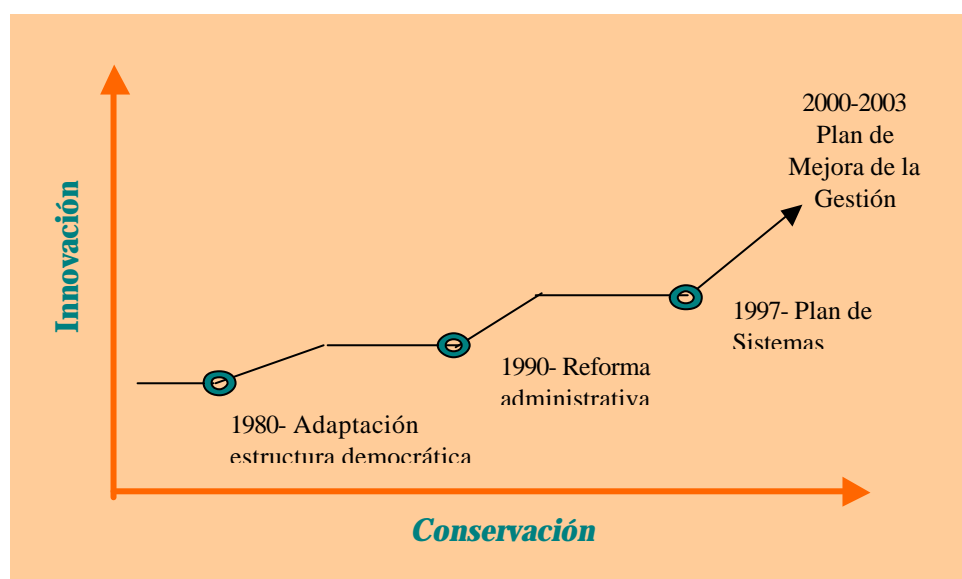 2000-2003
Plan de
Mejora de la
Gestión
Innovación
1997- Plan de
Sistemas
1990- Reforma
administrativa
1980- Adaptación
estructura democrática
Conservación